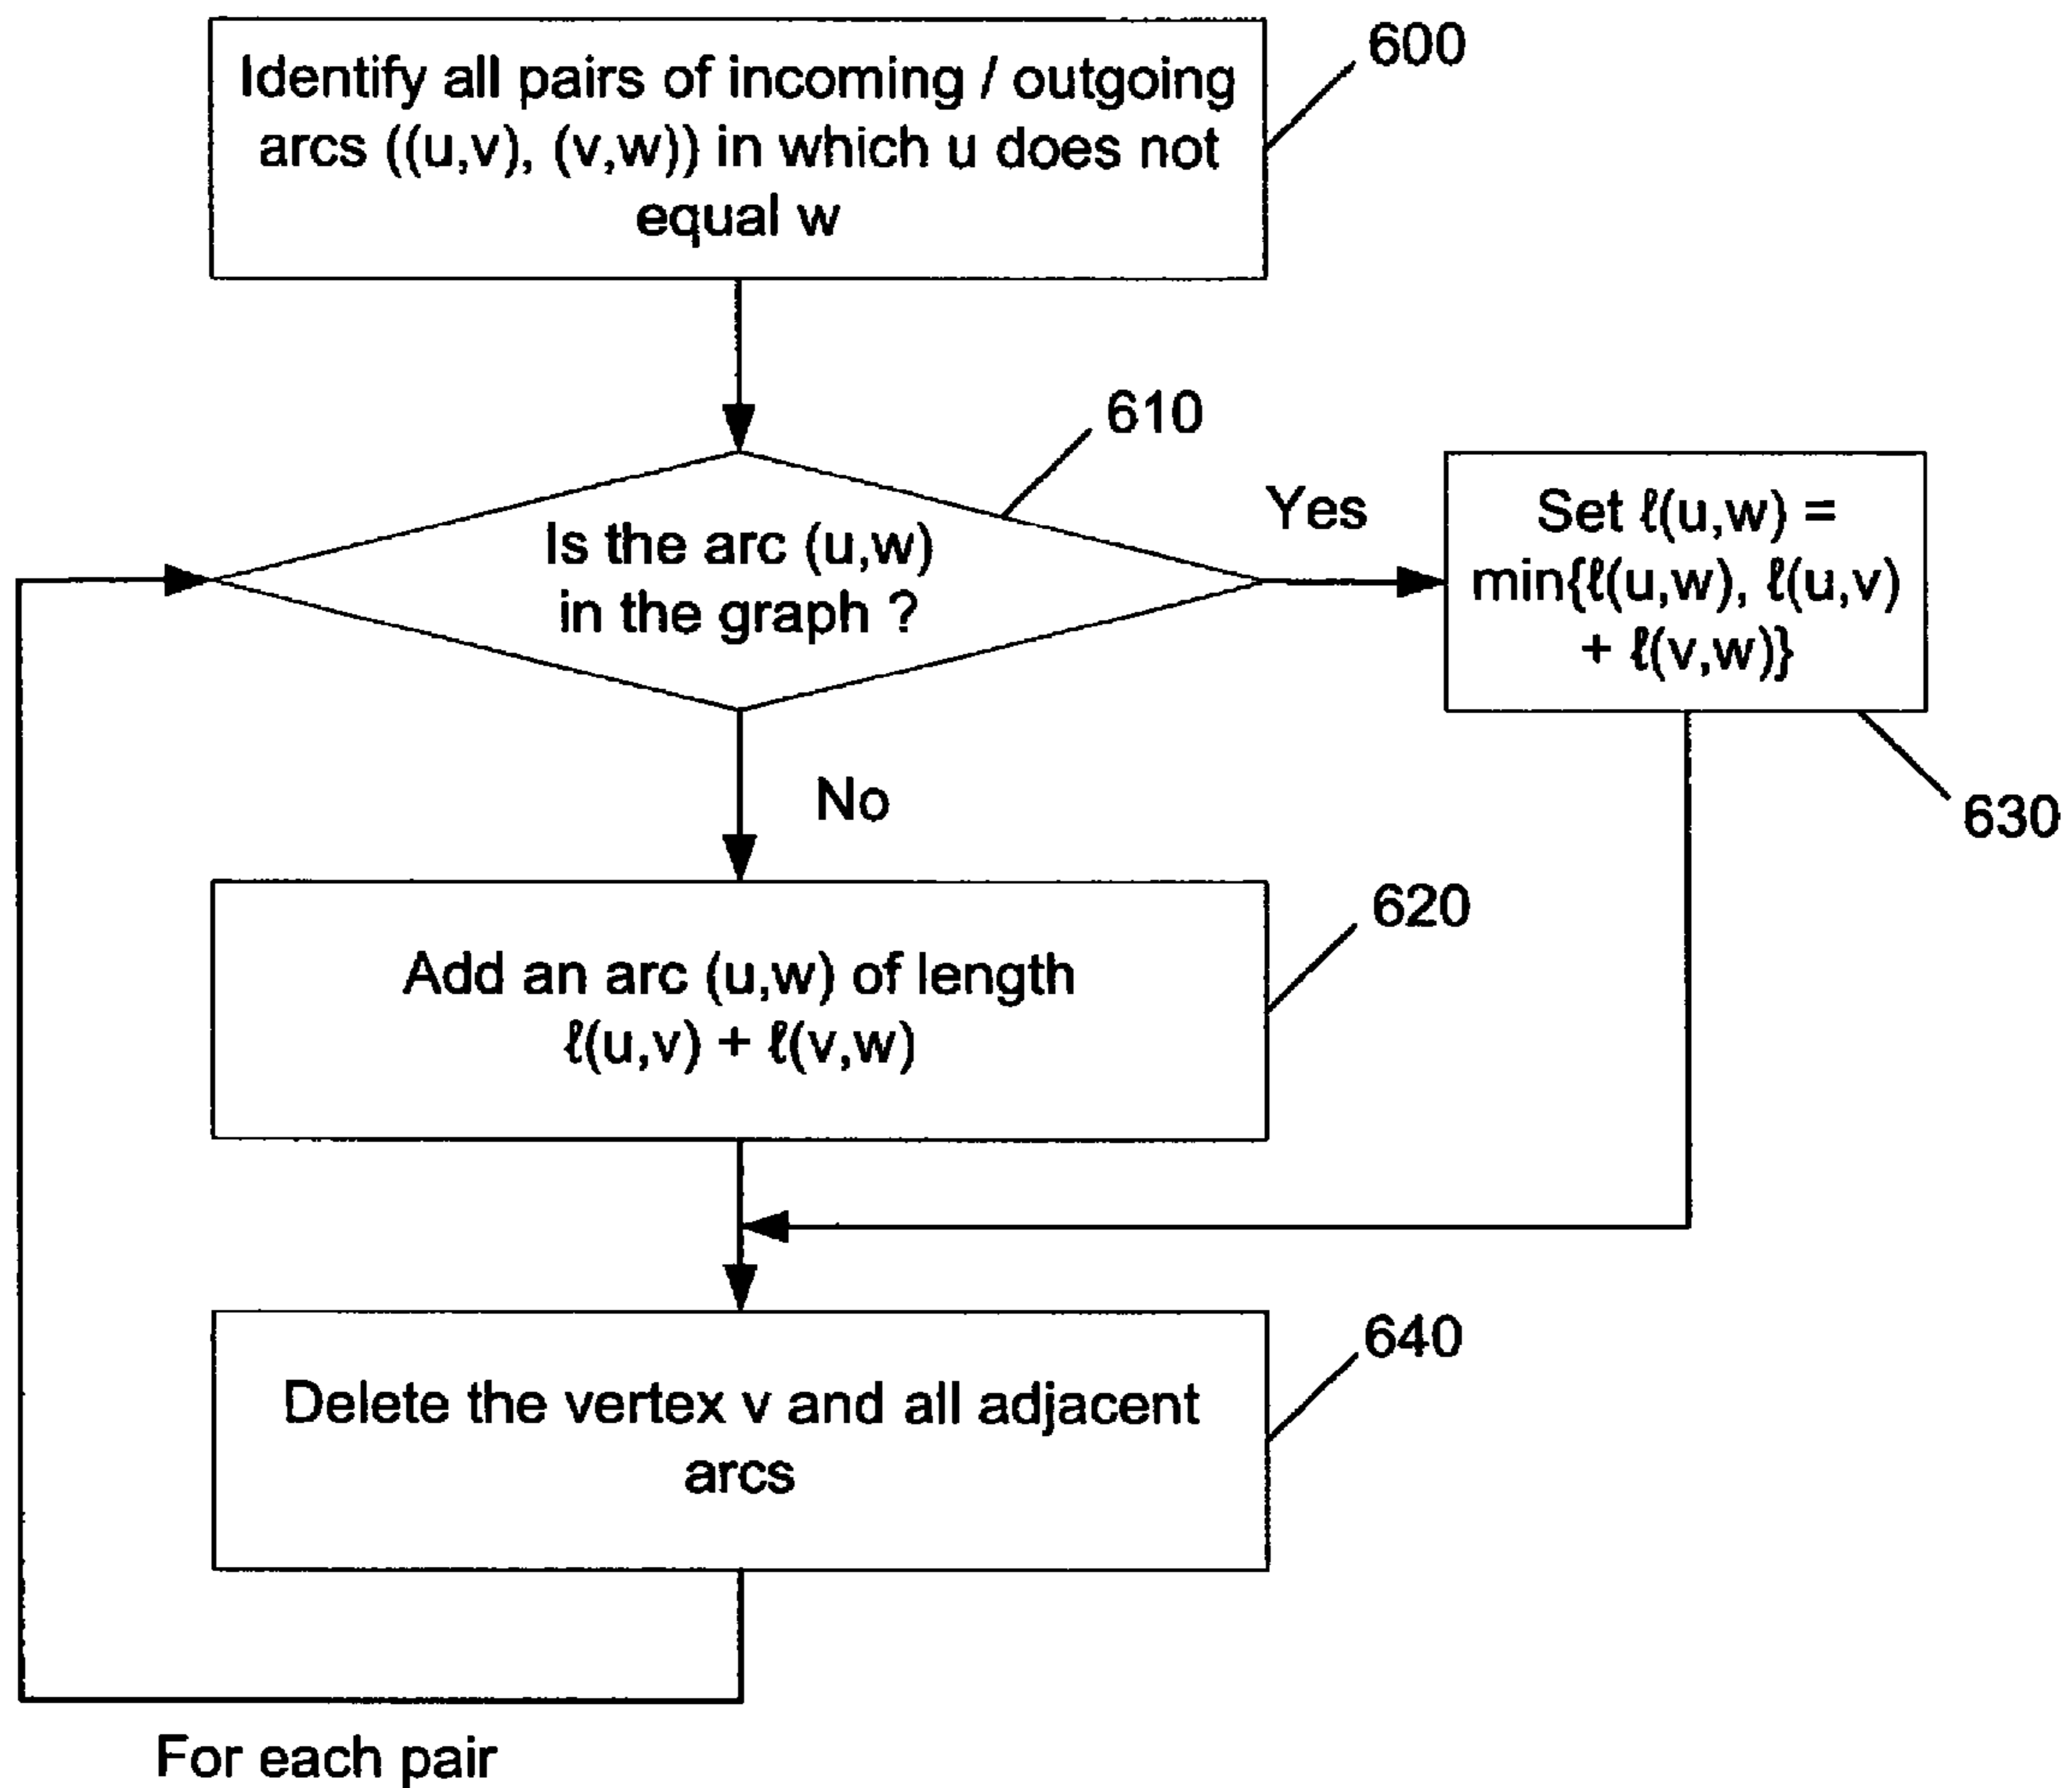 600
Identify all pairs of incoming / outgoing
arcs ((u,v), (v,w)) in which u does not
equal w
610
Is the arc (u,w)
in the graph ?
Yes
Set ℓ(u,w) =
min{ℓ(u,w), ℓ(u,v)
+ ℓ(v,w)}
630
No
620
Add an arc (u,w) of length
ℓ(u,v) + ℓ(v,w)
640
Delete the vertex v and all adjacent
arcs
For each pair